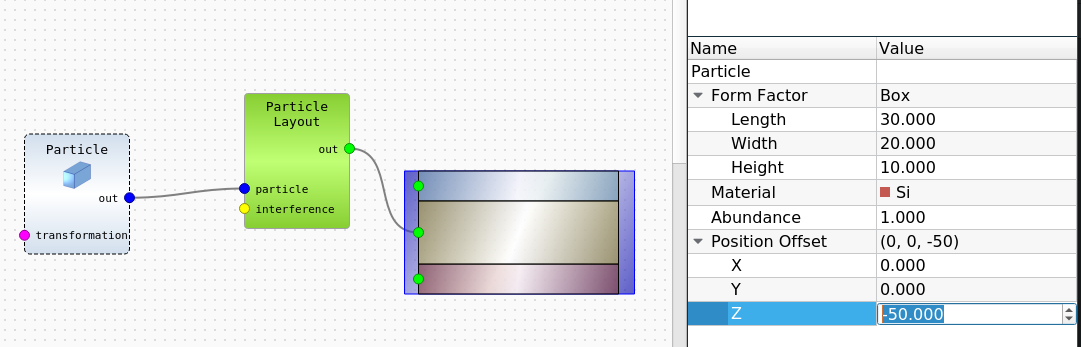 Particle
out
transformation
Particle
Layout
out
particle
interference
Name Value
Particle
Form Factor Box
Length 30.000
Width 20.000
Height 10.000
Material Si
Abundance 1.000
Position Offset (0, 0, -50)
X 0.000
Y 0.000
Z -50.000